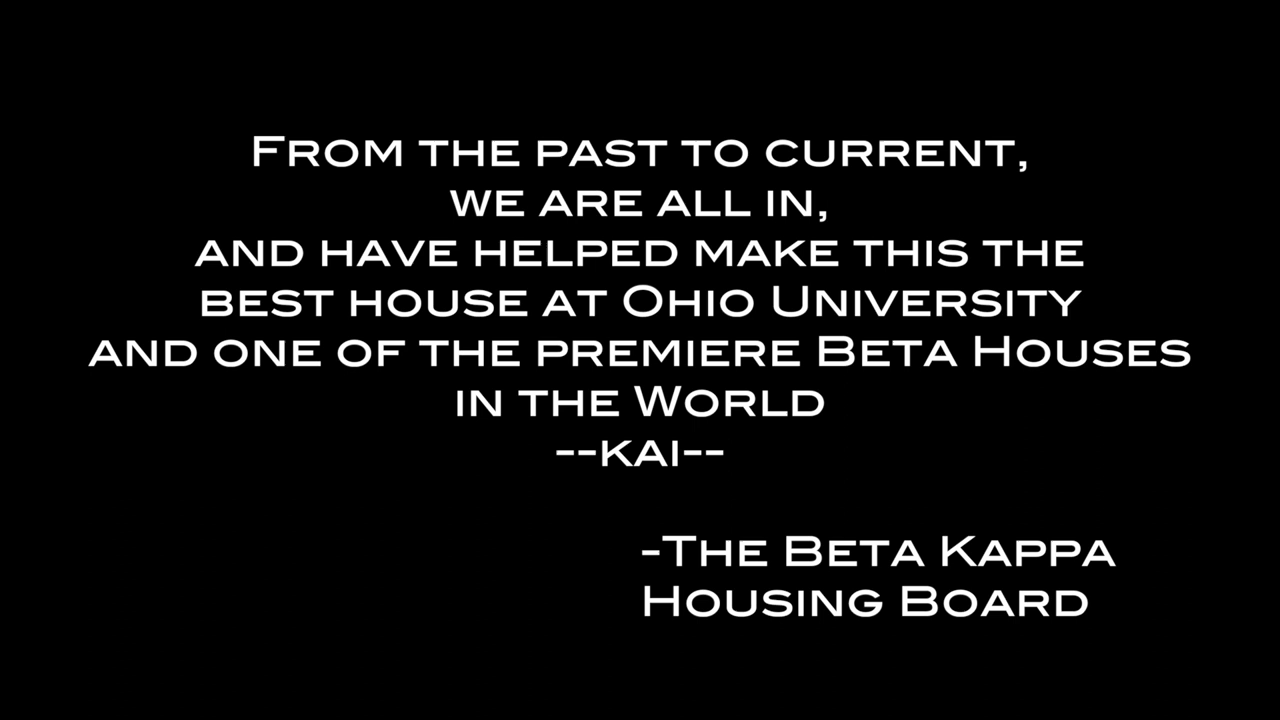 From the past to current,
we are all in,
and have helped make this the
best house at Ohio University
and one of the premiere Beta Houses
in the World
--kai--
-The Beta Kappa
Housing Board